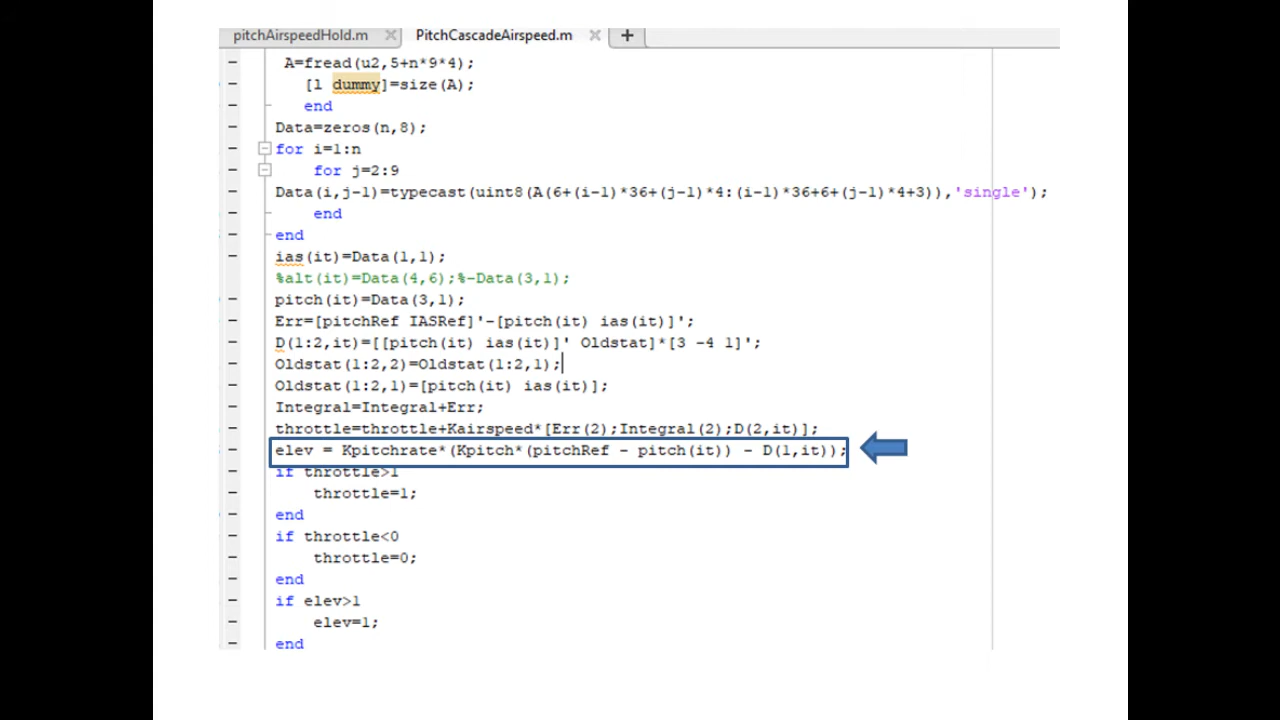 pitchAirspeedHold.m × PitchCascadeAirspeed.m × +
A=fread(u2,5+n*9*4);
[l dummy]=size(A);
end
Data=zeros(n,8);
for i=1:n
for j=2:9
Data(i,j-1)=typecast(uint8(A(6+(i-1)*36+(j-1)*4:(i-1)*36+6+(j-1)*4+3)),'single');
end
end
ias(it)=Data(1,1);
%alt(it)=Data(4,6);%-Data(3,1);
pitch(it)=Data(3,1);
Err=[pitchRef IASRef]'-[pitch(it) ias(it)]';
D(1:2,it)=[[pitch(it) ias(it)]' Oldstat]*[3 -4 1]';
Oldstat(1:2,2)=Oldstat(1:2,1);
Oldstat(1:2,1)=[pitch(it) ias(it)];
Integral=Integral+Err;
throttle=throttle+Kairspeed*[Err(2);Integral(2);D(2,it)];
elev = Kpitchrate*(Kpitch*(pitchRef - pitch(it)) - D(1,it));
if throttle>1
throttle=1;
end
if throttle<0
throttle=0;
end
if elev>1
elev=1;
end